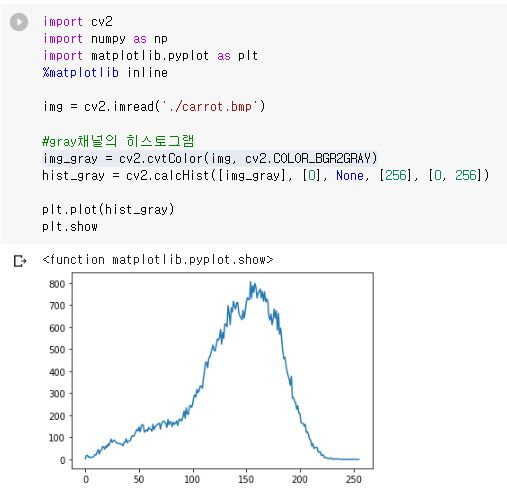 import cv2
import numpy as np
import matplotlib.pyplot as plt
%matplotlib inline
img = cv2.imread('./carrot.bmp')
#gray채널의 히스토그램
img_gray = cv2.cvtColor(img, cv2.COLOR_BGR2GRAY)
hist_gray = cv2.calcHist([img_gray], [0], None, [256], [0, 256])
plt.plot(hist_gray)
plt.show
<function matplotlib.pyplot.show>
800
700
600
500
400
300
200
100
0
0 50 100 150 200 250